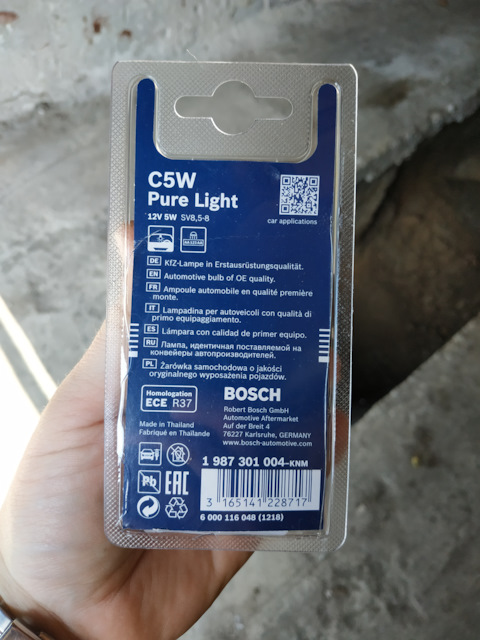 C5W
Pure Light
12V 5W SV8,5-8
car applications
DE KfZ-Lampe in Erstausrüstungsqualität.
EN Automotive bulb of OE quality.
FR Ampoule automobile en qualité première
monte.
IT Lampadina per autoveicoli con qualità di
primo equipaggiamento.
ES Lámpara con calidad de primer equipo.
RU Лампа, идентичная поставляемой на
конвейеры автопроизводителей.
PL Żarówka samochodowa o jakości
oryginalnego wyposażenia pojazdów.
Homologation
ECE R37
Made in Thailand
Fabriqué en Thaïlande
BOSCH
Robert Bosch GmbH
Automotive Aftermarket
Auf der Breit 4
76227 Karlsruhe, GERMANY
www.bosch-automotive.com
Pb EAC
1 987 301 004-KNM
3 165141 228717
6 000 116 048 (1218)